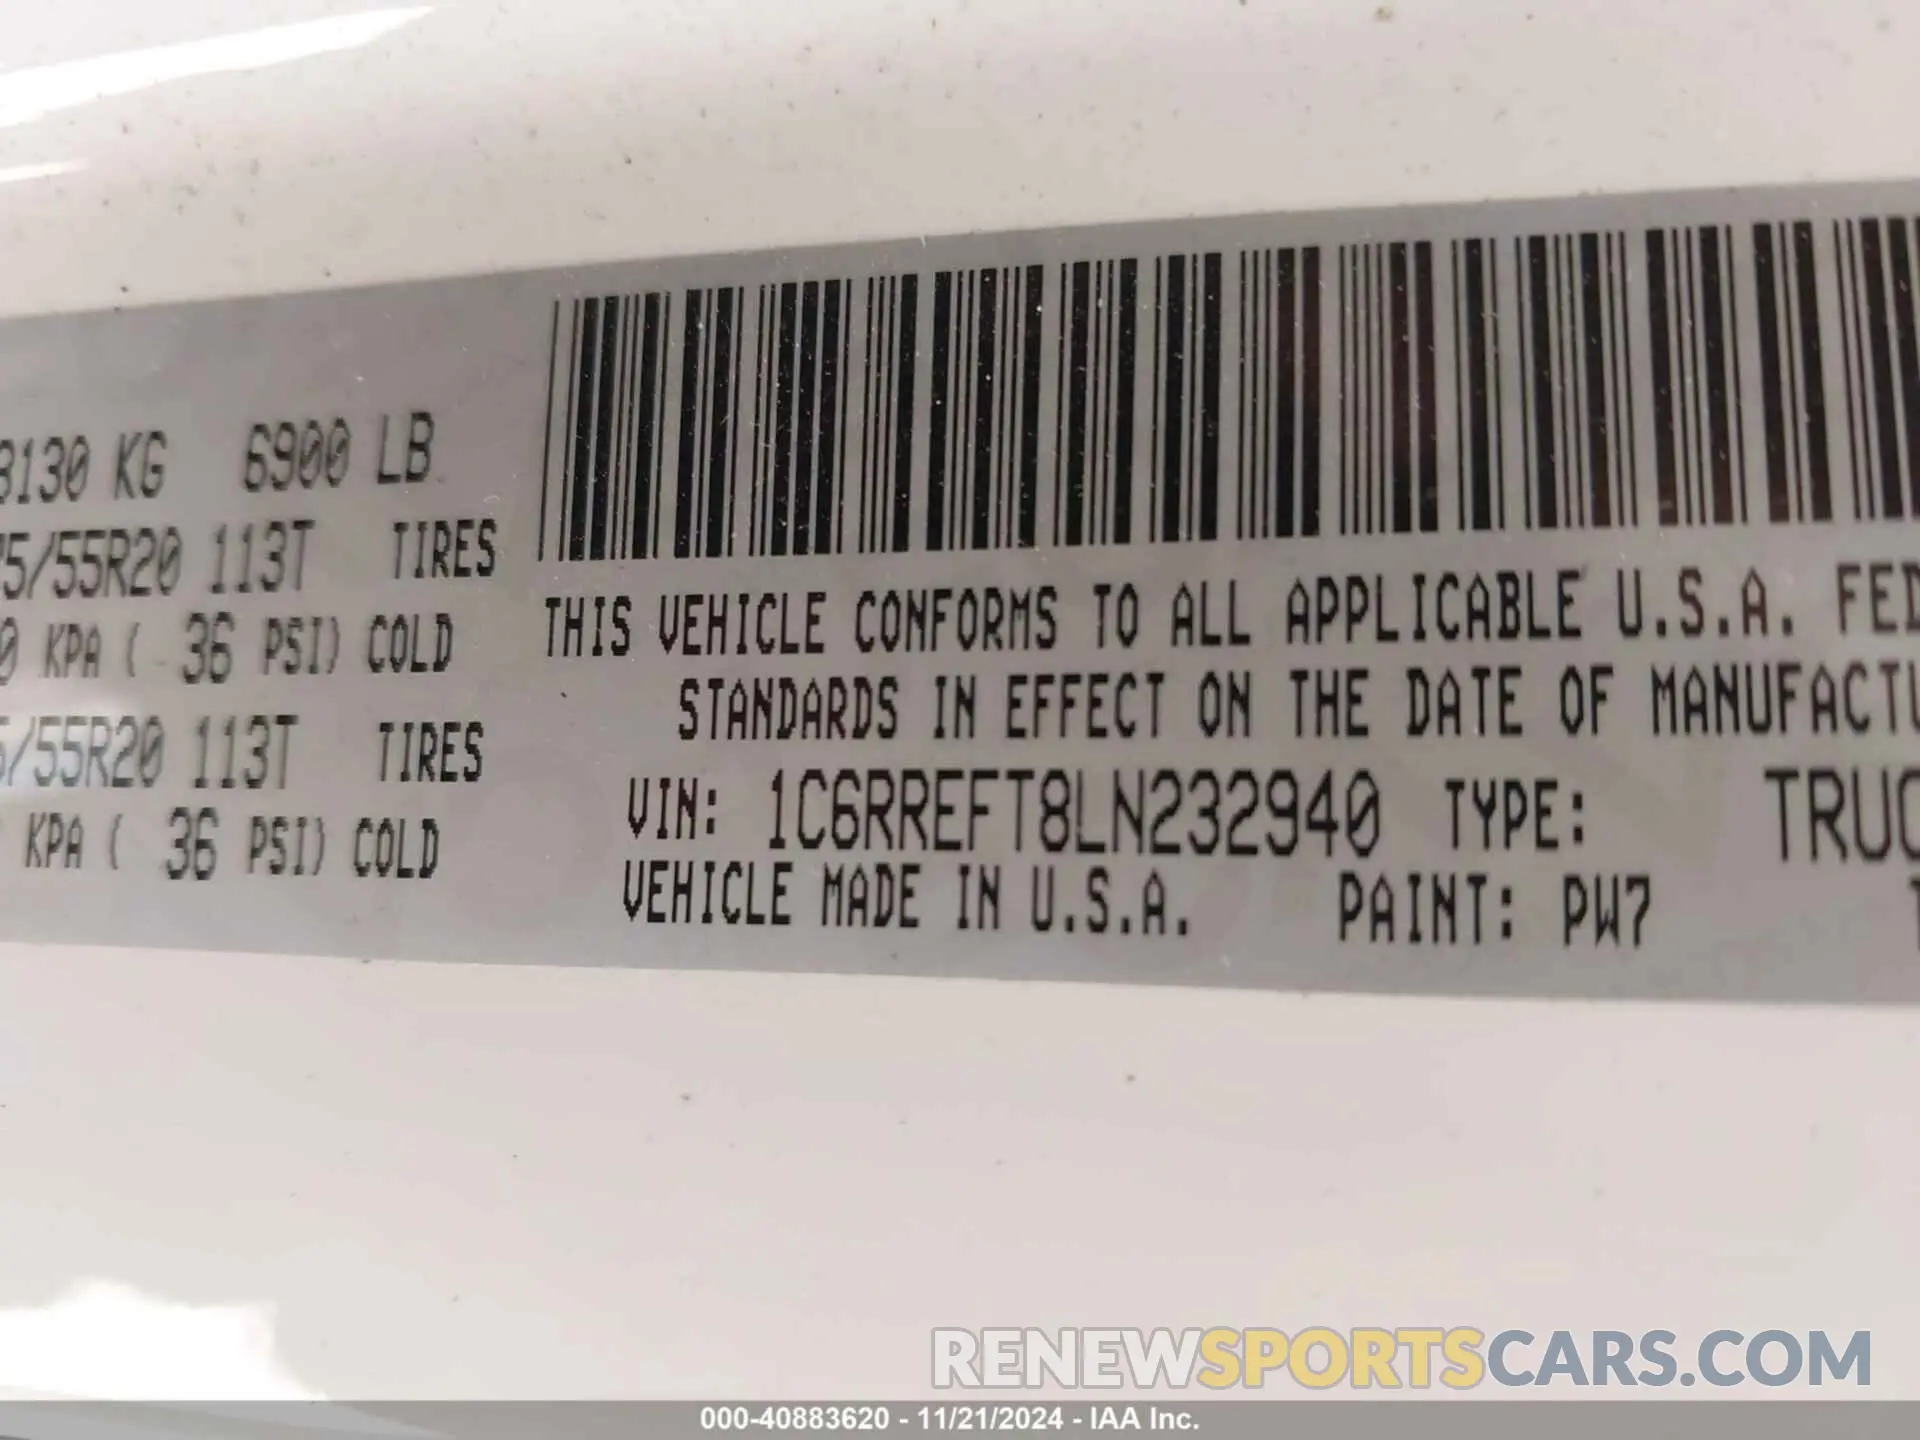 3130 KG 6900 LB
75/55R20 113T TIRES
0 KPA ( 36 PSI) COLD
5/55R20 113T TIRES
KPA ( 36 PSI) COLD
THIS VEHICLE CONFORMS TO ALL APPLICABLE U.S.A. FED
STANDARDS IN EFFECT ON THE DATE OF MANUFACTU
VIN: 1C6RREFT8LN232940 TYPE: TRUC
VEHICLE MADE IN U.S.A. PAINT: PW7
RENEWSPORTSCARS.COM
000-40883620 - 11/21/2024 - IAA Inc.